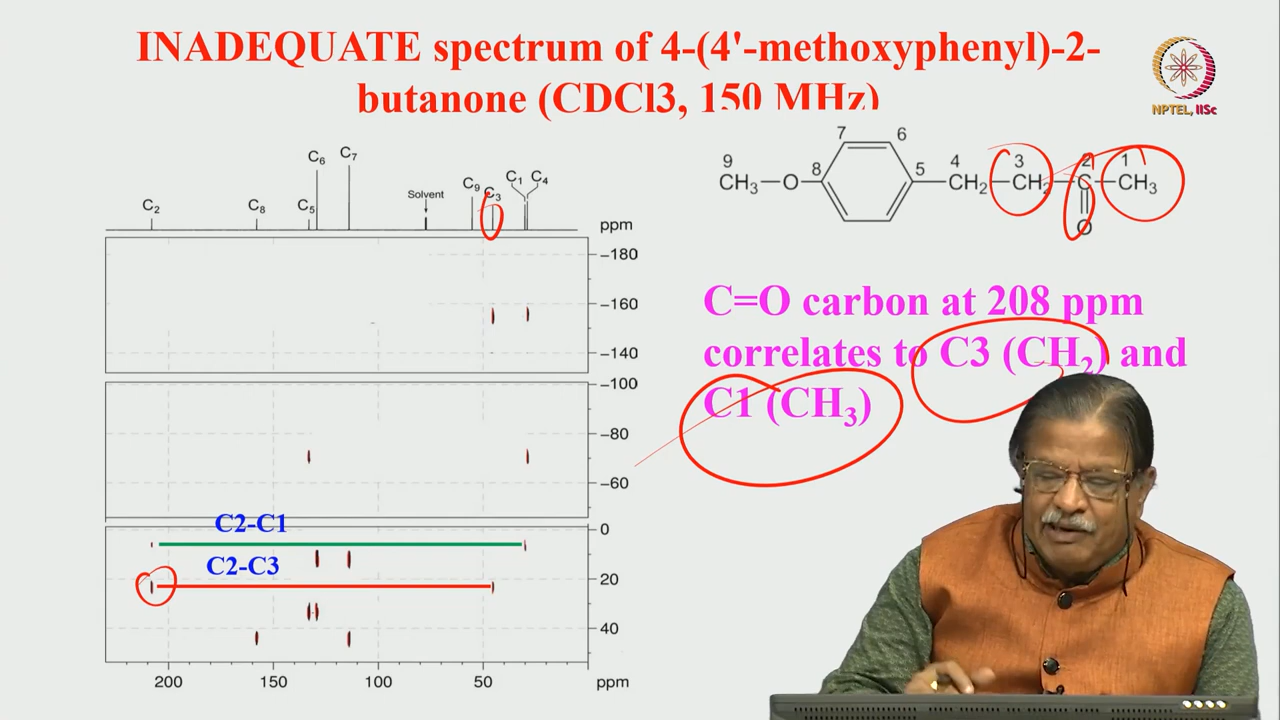 INADEQUATE spectrum of 4-(4'-methoxyphenyl)-2-
butanone (CDCl3, 150 MHz)
NPTEL, IISc
C2
C8
C5
C6
C7
Solvent
C9
C3
C1
C4
ppm
−180
−160
−140
−100
−80
−60
0
20
40
C2-C1
C2-C3
200 150 100 50 ppm
7 6
9 8 5 4 3 2 1
CH3—O CH2—CH2—C—CH3
O
C=O carbon at 208 ppm
correlates to C3 (CH2) and
C1 (CH3)